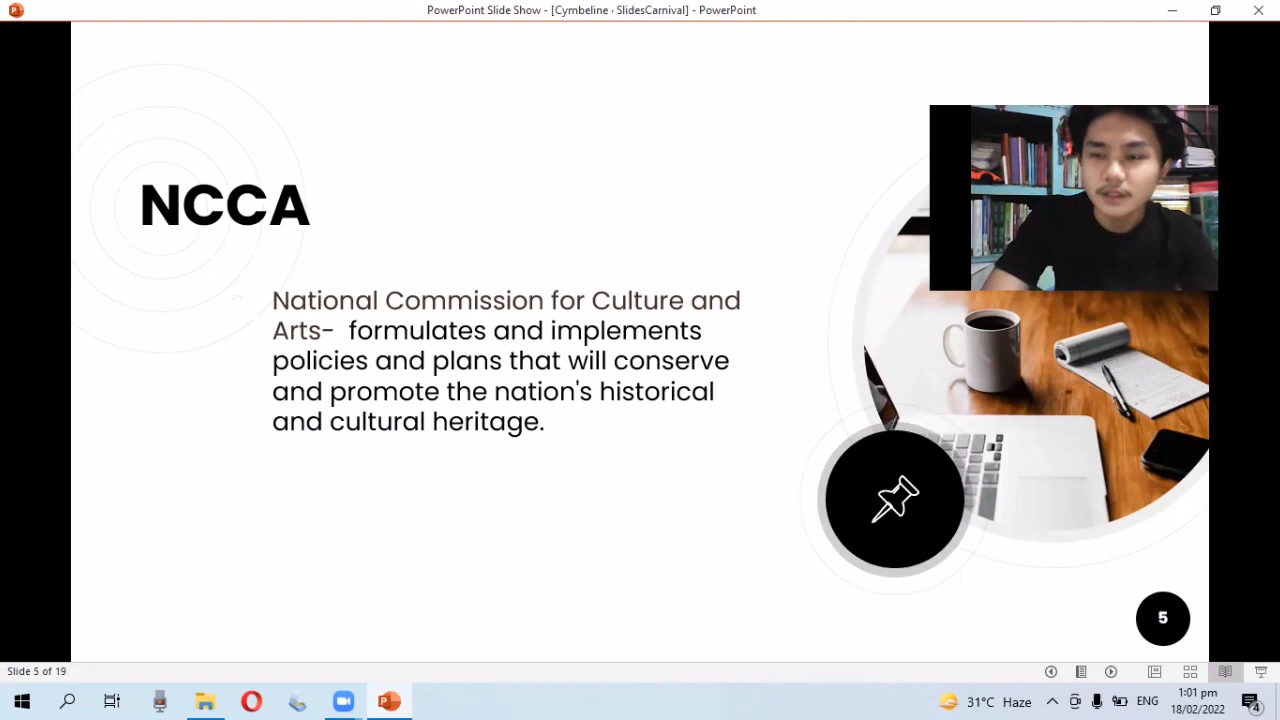 PowerPoint Slide Show - [Cymbeline · SlidesCarnival] - PowerPoint
NCCA
National Commission for Culture and
Arts- formulates and implements
policies and plans that will conserve
and promote the nation's historical
and cultural heritage.
5
Slide 5 of 19
31°C Haze
ENG
1:01 pm
18/02/2022
4